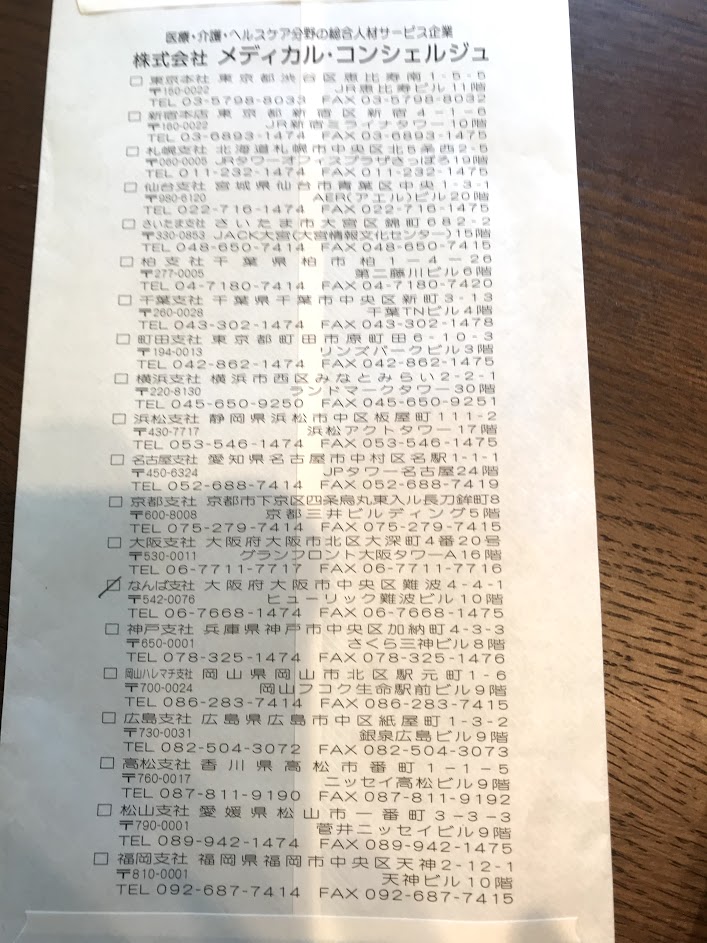 医療・介護・ヘルスケア分野の総合人材サービス企業
株式会社 メディカル・コンシェルジュ
□ 東京本社 東京都渋谷区恵比寿南1-5-5
〒150-0022 JR恵比寿ビル11階
TEL 03-5798-8033 FAX 03-5798-8032
□ 新宿本店 東京都新宿区新宿4-1-6
〒160-0022 JR新宿ミライナタワー10階
TEL 03-6893-1474 FAX 03-6893-1475
□ 札幌支社 北海道札幌市中央区北5条西2-5
〒060-0005 JRタワーオフィスプラザさっぽろ19階
TEL 011-232-1474 FAX 011-232-1475
□ 仙台支社 宮城県仙台市青葉区中央1-3-1
〒980-6120 AER(アエル)ビル20階
TEL 022-716-1474 FAX 022-716-1475
□ さいたま支社 さいたま市大宮区錦町682-2
〒330-0853 JACK大宮(大宮情報文化センター)15階
TEL 048-650-7414 FAX 048-650-7415
□ 柏支社 千葉県柏市柏1-4-26
〒277-0005 第二藤川ビル6階
TEL 04-7180-7414 FAX 04-7180-7420
□ 千葉支社 千葉県千葉市中央区新町3-13
〒260-0028 千葉TNビル4階
TEL 043-302-1474 FAX 043-302-1478
□ 町田支社 東京都町田市原町田6-10-3
〒194-0013 リンズパークビル3階
TEL 042-862-1474 FAX 042-862-1475
□ 横浜支社 横浜市西区みなとみらい2-2-1
〒220-8130 ランドマークタワー30階
TEL 045-650-9250 FAX 045-650-9251
□ 浜松支社 静岡県浜松市中区板屋町111-2
〒430-7717 浜松アクトタワー17階
TEL 053-546-1474 FAX 053-546-1475
□ 名古屋支社 愛知県名古屋市中村区名駅1-1-1
〒450-6324 JPタワー名古屋24階
TEL 052-688-7414 FAX 052-688-7419
□ 京都支社 京都市下京区四条烏丸東入ル長刀鉾町8
〒600-8008 京都三井ビルディング5階
TEL 075-279-7414 FAX 075-279-7415
□ 大阪支社 大阪府大阪市北区大深町4番20号
〒530-0011 グランフロント大阪タワーA16階
TEL 06-7711-7717 FAX 06-7711-7716
□ なんば支社 大阪府大阪市中央区難波4-4-1
〒542-0076 ヒューリック難波ビル10階
TEL 06-7668-1474 FAX 06-7668-1475
□ 神戸支社 兵庫県神戸市中央区加納町4-3-3
〒650-0001 さくら三神ビル8階
TEL 078-325-1474 FAX 078-325-1476
□ 岡山ハレマチ支社 岡山県岡山市北区駅元町1-6
〒700-0024 岡山フコク生命駅前ビル9階
TEL 086-283-7414 FAX 086-283-7415
□ 広島支社 広島県広島市中区紙屋町1-3-2
〒730-0031 銀泉広島ビル9階
TEL 082-504-3072 FAX 082-504-3073
□ 高松支社 香川県高松市番町1-1-5
〒760-0017 ニッセイ高松ビル9階
TEL 087-811-9190 FAX 087-811-9192
□ 松山支社 愛媛県松山市一番町3-3-3
〒790-0001 菅井ニッセイビル9階
TEL 089-942-1474 FAX 089-942-1475
□ 福岡支社 福岡県福岡市中央区天神2-12-1
〒810-0001 天神ビル10階
TEL 092-687-7414 FAX 092-687-7415